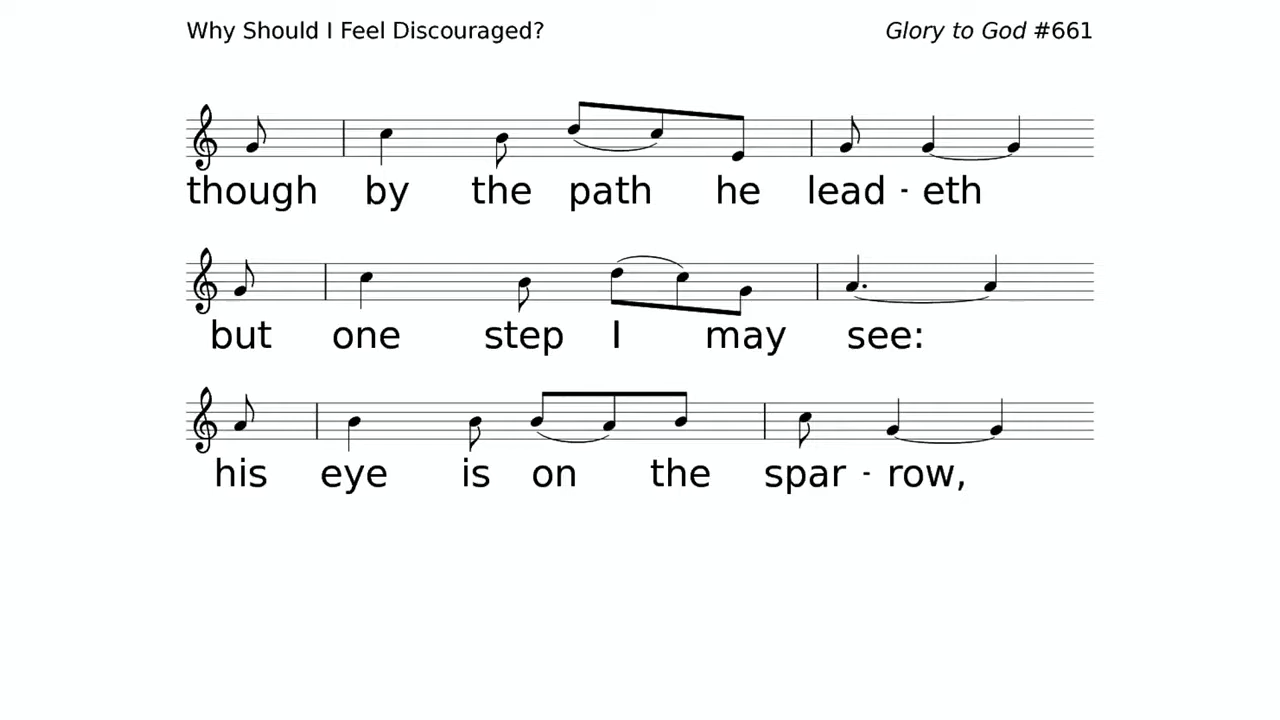 Why Should I Feel Discouraged? Glory to God #661
though by the path he lead - eth
but one step I may see:
his eye is on the spar - row,